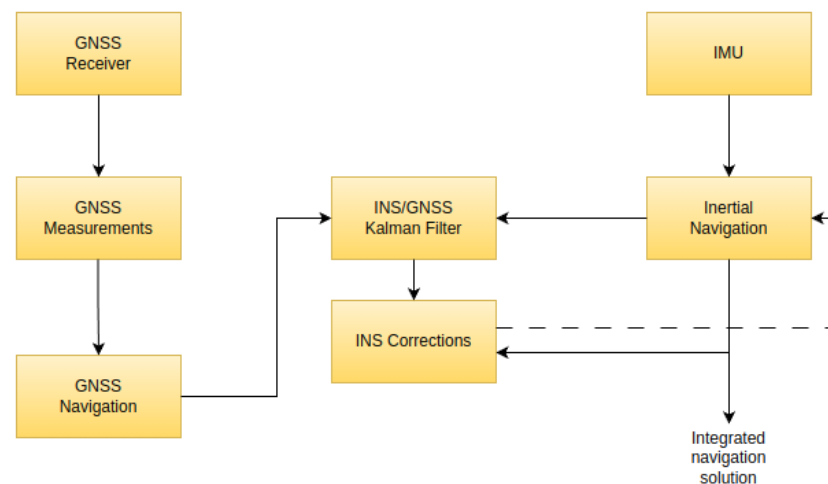 GNSS
Receiver
IMU
GNSS
Measurements
INS/GNSS
Kalman Filter
Inertial
Navigation
INS Corrections
GNSS
Navigation
Integrated
navigation
solution